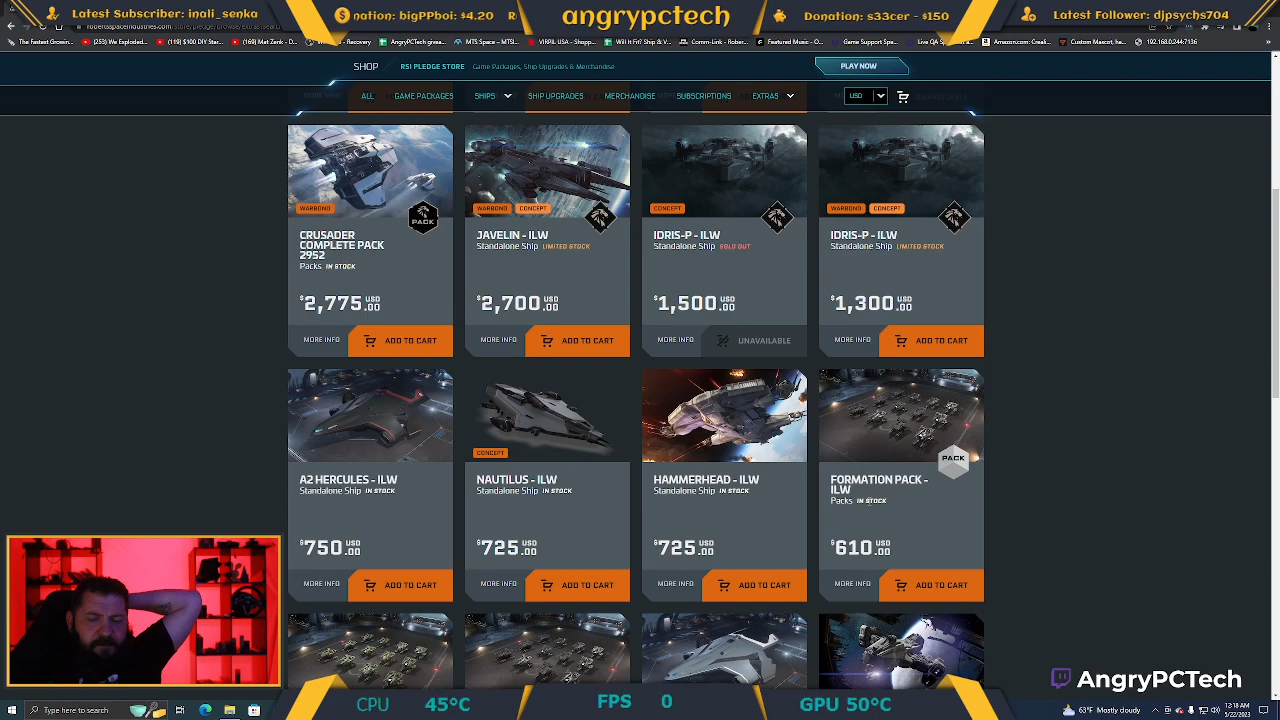 Latest Subscriber: inali_senka
nation: bigPPboi: $4.20
angrypctech
Donation: s33cer - $150
Latest Follower: djpsychs704
SHOP
RSI PLEDGE STORE
Game Packages, Ship Upgrades & Merchandise
PLAY NOW
ALL
GAME PACKAGES
SHIPS
SHIP UPGRADES
MERCHANDISE
SUBSCRIPTIONS
EXTRAS
USD
WARBOND
PACK
CRUSADER
COMPLETE PACK
2952
Packs IN STOCK
$2,775 USD .00
MORE INFO
ADD TO CART
WARBOND
CONCEPT
JAVELIN - ILW
Standalone Ship LIMITED STOCK
$2,700 USD .00
MORE INFO
ADD TO CART
CONCEPT
IDRIS-P - ILW
Standalone Ship SOLD OUT
$1,500 USD .00
MORE INFO
UNAVAILABLE
WARBOND
CONCEPT
IDRIS-P - ILW
Standalone Ship LIMITED STOCK
$1,300 USD .00
MORE INFO
ADD TO CART
A2 HERCULES - ILW
Standalone Ship IN STOCK
$750 USD .00
MORE INFO
ADD TO CART
CONCEPT
NAUTILUS - ILW
Standalone Ship IN STOCK
$725 USD .00
MORE INFO
ADD TO CART
HAMMERHEAD - ILW
Standalone Ship IN STOCK
$725 USD .00
MORE INFO
ADD TO CART
PACK
FORMATION PACK -
ILW
Packs IN STOCK
$610 USD .00
MORE INFO
ADD TO CART
AngryPCTech
CPU 45°C
FPS 0
GPU 50°C
Type here to search
63°F Mostly cloudy
12:18 AM
5/22/2023